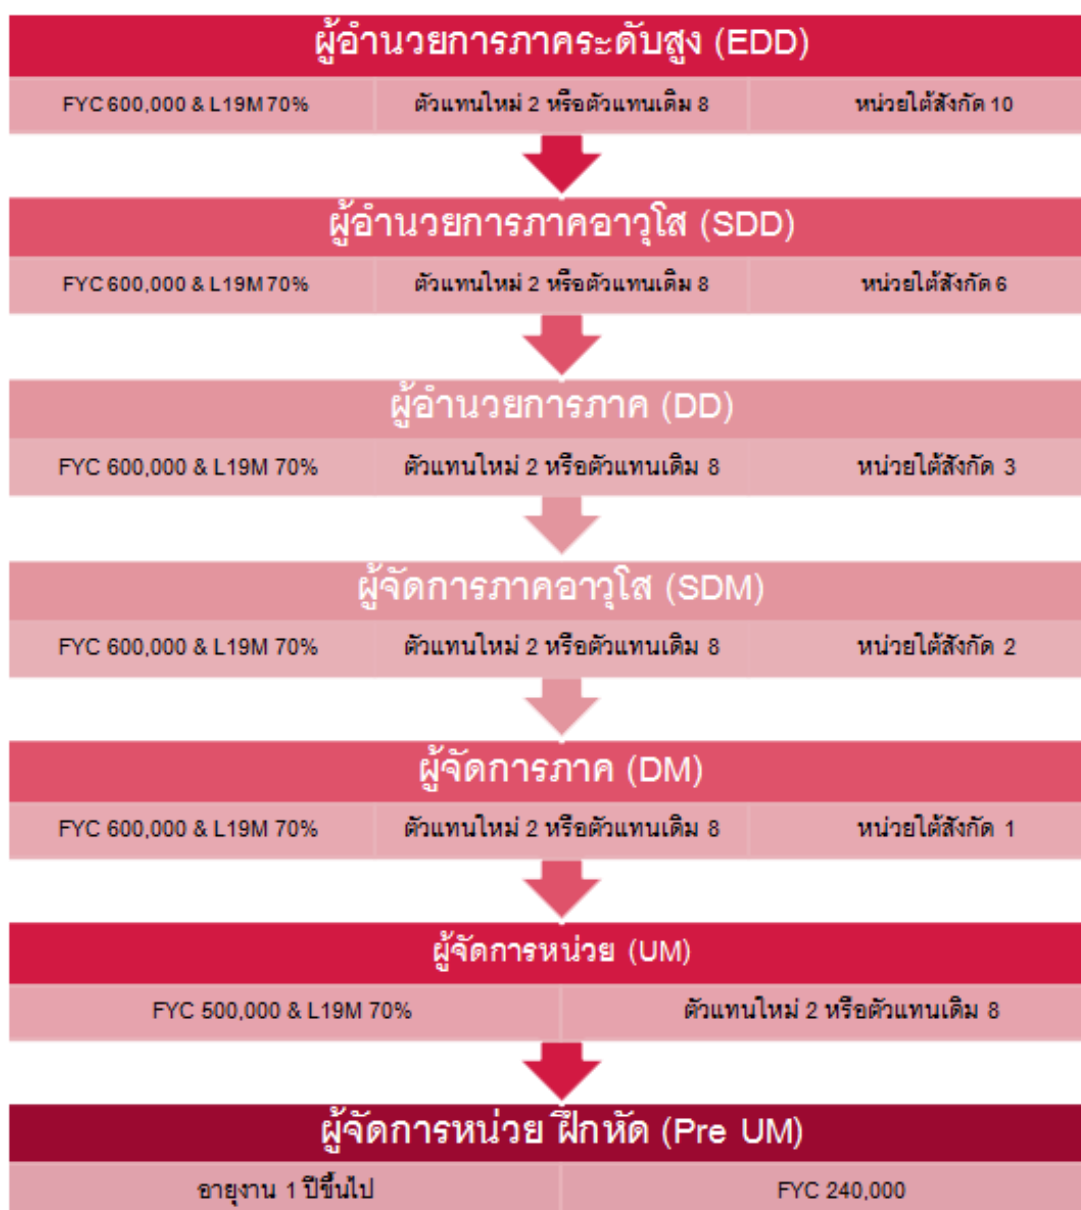 ผู้อำนวยการภาคระดับสูง (EDD)
FYC 600,000 & L19M 70% ตัวแทนใหม่ 2 หรือตัวแทนเดิม 8 หน่วยใต้สังกัด 10
ผู้อำนวยการภาคอาวุโส (SDD)
FYC 600,000 & L19M 70% ตัวแทนใหม่ 2 หรือตัวแทนเดิม 8 หน่วยใต้สังกัด 6
ผู้อำนวยการภาค (DD)
FYC 600,000 & L19M 70% ตัวแทนใหม่ 2 หรือตัวแทนเดิม 8 หน่วยใต้สังกัด 3
ผู้จัดการภาคอาวุโส (SDM)
FYC 600,000 & L19M 70% ตัวแทนใหม่ 2 หรือตัวแทนเดิม 8 หน่วยใต้สังกัด 2
ผู้จัดการภาค (DM)
FYC 600,000 & L19M 70% ตัวแทนใหม่ 2 หรือตัวแทนเดิม 8 หน่วยใต้สังกัด 1
ผู้จัดการหน่วย (UM)
FYC 500,000 & L19M 70% ตัวแทนใหม่ 2 หรือตัวแทนเดิม 8
ผู้จัดการหน่วย ฝึกหัด (Pre UM)
อายุงาน 1 ปีขึ้นไป FYC 240,000